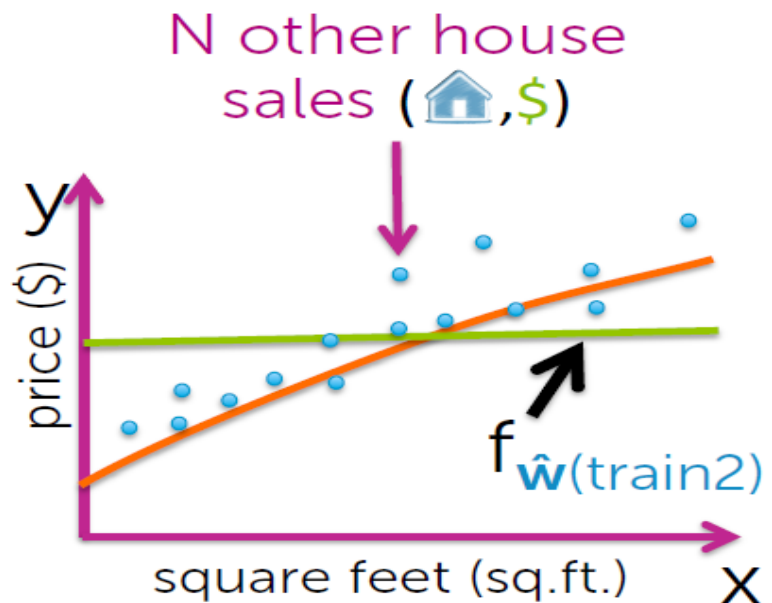 N other house
sales (,$)
y
price ($)
fŵ(train2)
square feet (sq.ft.)
x